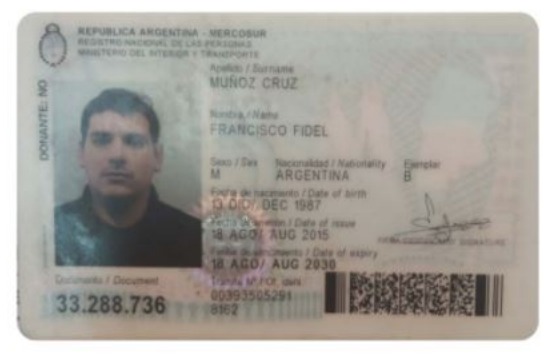 REPUBLICA ARGENTINA - MERCOSUR
REGISTRO NACIONAL DE LAS PERSONAS
MINISTERIO DEL INTERIOR Y TRANSPORTE
Apellido / Surname
MUÑOZ CRUZ
Nombre / Name
FRANCISCO FIDEL
Sexo / Sex Nacionalidad / Nationality Ejemplar
M ARGENTINA B
Fecha de nacimiento / Date of birth
13 DIC/ DEC 1987
Fecha de emisión / Date of issue
18 AGO/ AUG 2015
Fecha de vencimiento / Date of expiry
18 AGO/ AUG 2030
Documento / Document
33.288.736
Trámite Nº / Of. ident.
00393505291
8162
SIGNATURE
DONANTE: NO